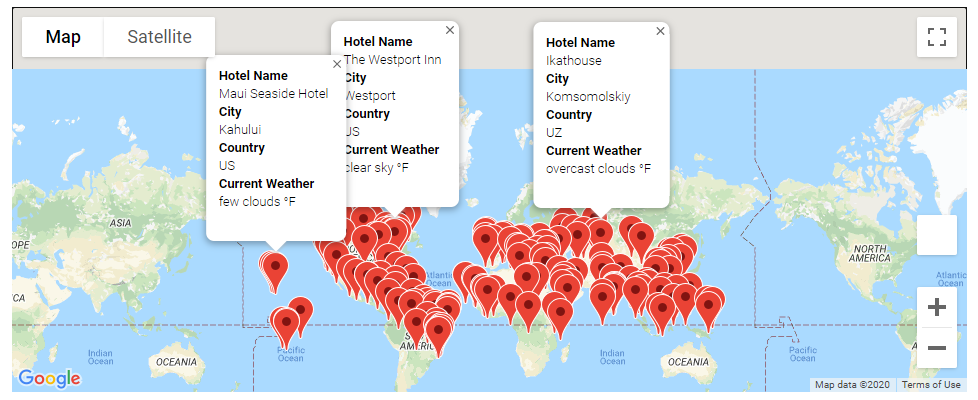 Map
Satellite
Hotel Name
Maui Seaside Hotel
City
Kahului
Country
US
Current Weather
few clouds °F
Hotel Name
The Westport Inn
City
Westport
Country
US
Current Weather
clear sky °F
Hotel Name
Ikathouse
City
Komsomolskiy
Country
UZ
Current Weather
overcast clouds °F
ASIA
NORTH
AMERICA
Atlantic
Ocean
Indian
Ocean
OCEANIA
Pacific
Ocean
SOUTH
Indian
Ocean
OCEANIA
Pacific
Ocean
Google
Map data ©2020
Terms of Use